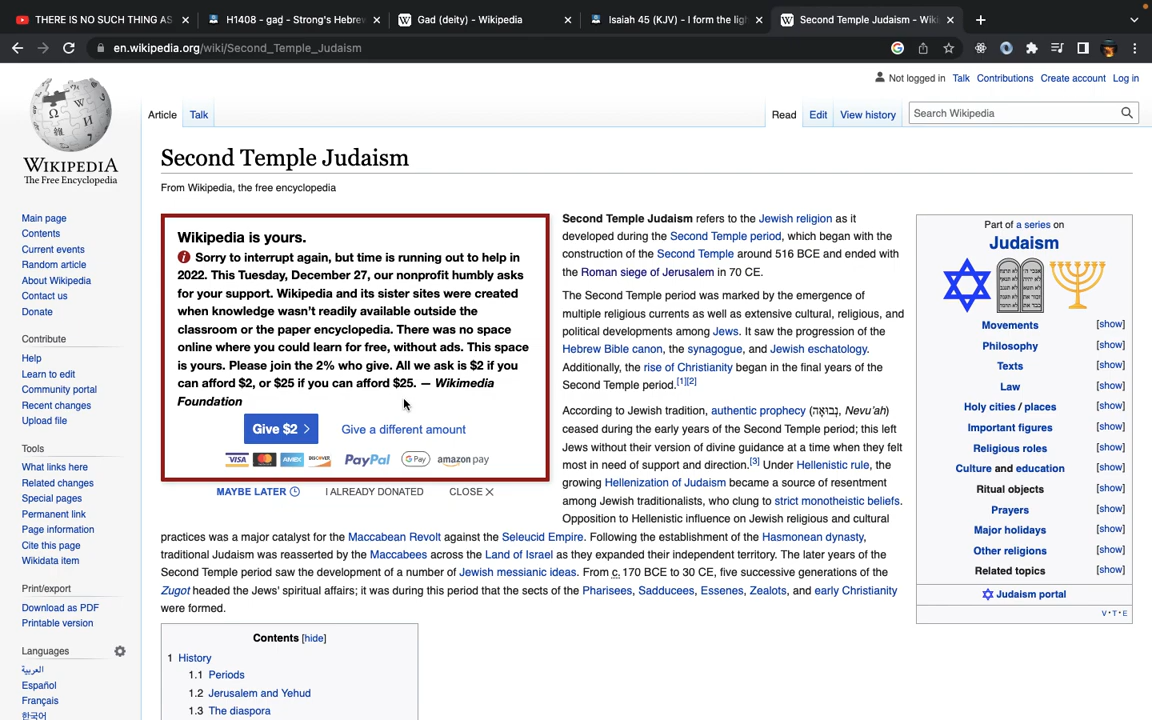 THERE IS NO SUCH THING AS
H1408 - gaḏ - Strong's Hebre
Gad (deity) - Wikipedia
Isaiah 45 (KJV) - I form the ligh
Second Temple Judaism - Wiki
en.wikipedia.org/wiki/Second_Temple_Judaism
Not logged in Talk Contributions Create account Log in
Article Talk Read Edit View history Search Wikipedia
WIKIPEDIA
The Free Encyclopedia
Main page
Contents
Current events
Random article
About Wikipedia
Contact us
Donate
Contribute
Help
Learn to edit
Community portal
Recent changes
Upload file
Tools
What links here
Related changes
Special pages
Permanent link
Page information
Cite this page
Wikidata item
Print/export
Download as PDF
Printable version
Languages
العربية
Español
Français
한국어
Second Temple Judaism
From Wikipedia, the free encyclopedia
Wikipedia is yours.
Sorry to interrupt again, but time is running out to help in
2022. This Tuesday, December 27, our nonprofit humbly asks
for your support. Wikipedia and its sister sites were created
when knowledge wasn't readily available outside the
classroom or the paper encyclopedia. There was no space
online where you could learn for free, without ads. This space
is yours. Please join the 2% who give. All we ask is $2 if you
can afford $2, or $25 if you can afford $25. — Wikimedia
Foundation
Give $2 Give a different amount
VISA AMEX DISCOVER PayPal G Pay amazon pay
MAYBE LATER I ALREADY DONATED CLOSE
Second Temple Judaism refers to the Jewish religion as it
developed during the Second Temple period, which began with the
construction of the Second Temple around 516 BCE and ended with
the Roman siege of Jerusalem in 70 CE.
The Second Temple period was marked by the emergence of
multiple religious currents as well as extensive cultural, religious, and
political developments among Jews. It saw the progression of the
Hebrew Bible canon, the synagogue, and Jewish eschatology.
Additionally, the rise of Christianity began in the final years of the
Second Temple period.[1][2]
According to Jewish tradition, authentic prophecy (נְבוּאָה, Nevu'ah)
ceased during the early years of the Second Temple period; this left
Jews without their version of divine guidance at a time when they felt
most in need of support and direction.[3] Under Hellenistic rule, the
growing Hellenization of Judaism became a source of resentment
among Jewish traditionalists, who clung to strict monotheistic beliefs.
Opposition to Hellenistic influence on Jewish religious and cultural
practices was a major catalyst for the Maccabean Revolt against the Seleucid Empire. Following the establishment of the Hasmonean dynasty,
traditional Judaism was reasserted by the Maccabees across the Land of Israel as they expanded their independent territory. The later years of the
Second Temple period saw the development of a number of Jewish messianic ideas. From c. 170 BCE to 30 CE, five successive generations of the
Zugot headed the Jews' spiritual affairs; it was during this period that the sects of the Pharisees, Sadducees, Essenes, Zealots, and early Christianity
were formed.
Contents [hide]
1 History
1.1 Periods
1.2 Jerusalem and Yehud
1.3 The diaspora
Part of a series on
Judaism
Movements [show]
Philosophy [show]
Texts [show]
Law [show]
Holy cities / places [show]
Important figures [show]
Religious roles [show]
Culture and education [show]
Ritual objects [show]
Prayers [show]
Major holidays [show]
Other religions [show]
Related topics [show]
Judaism portal
V·T·E